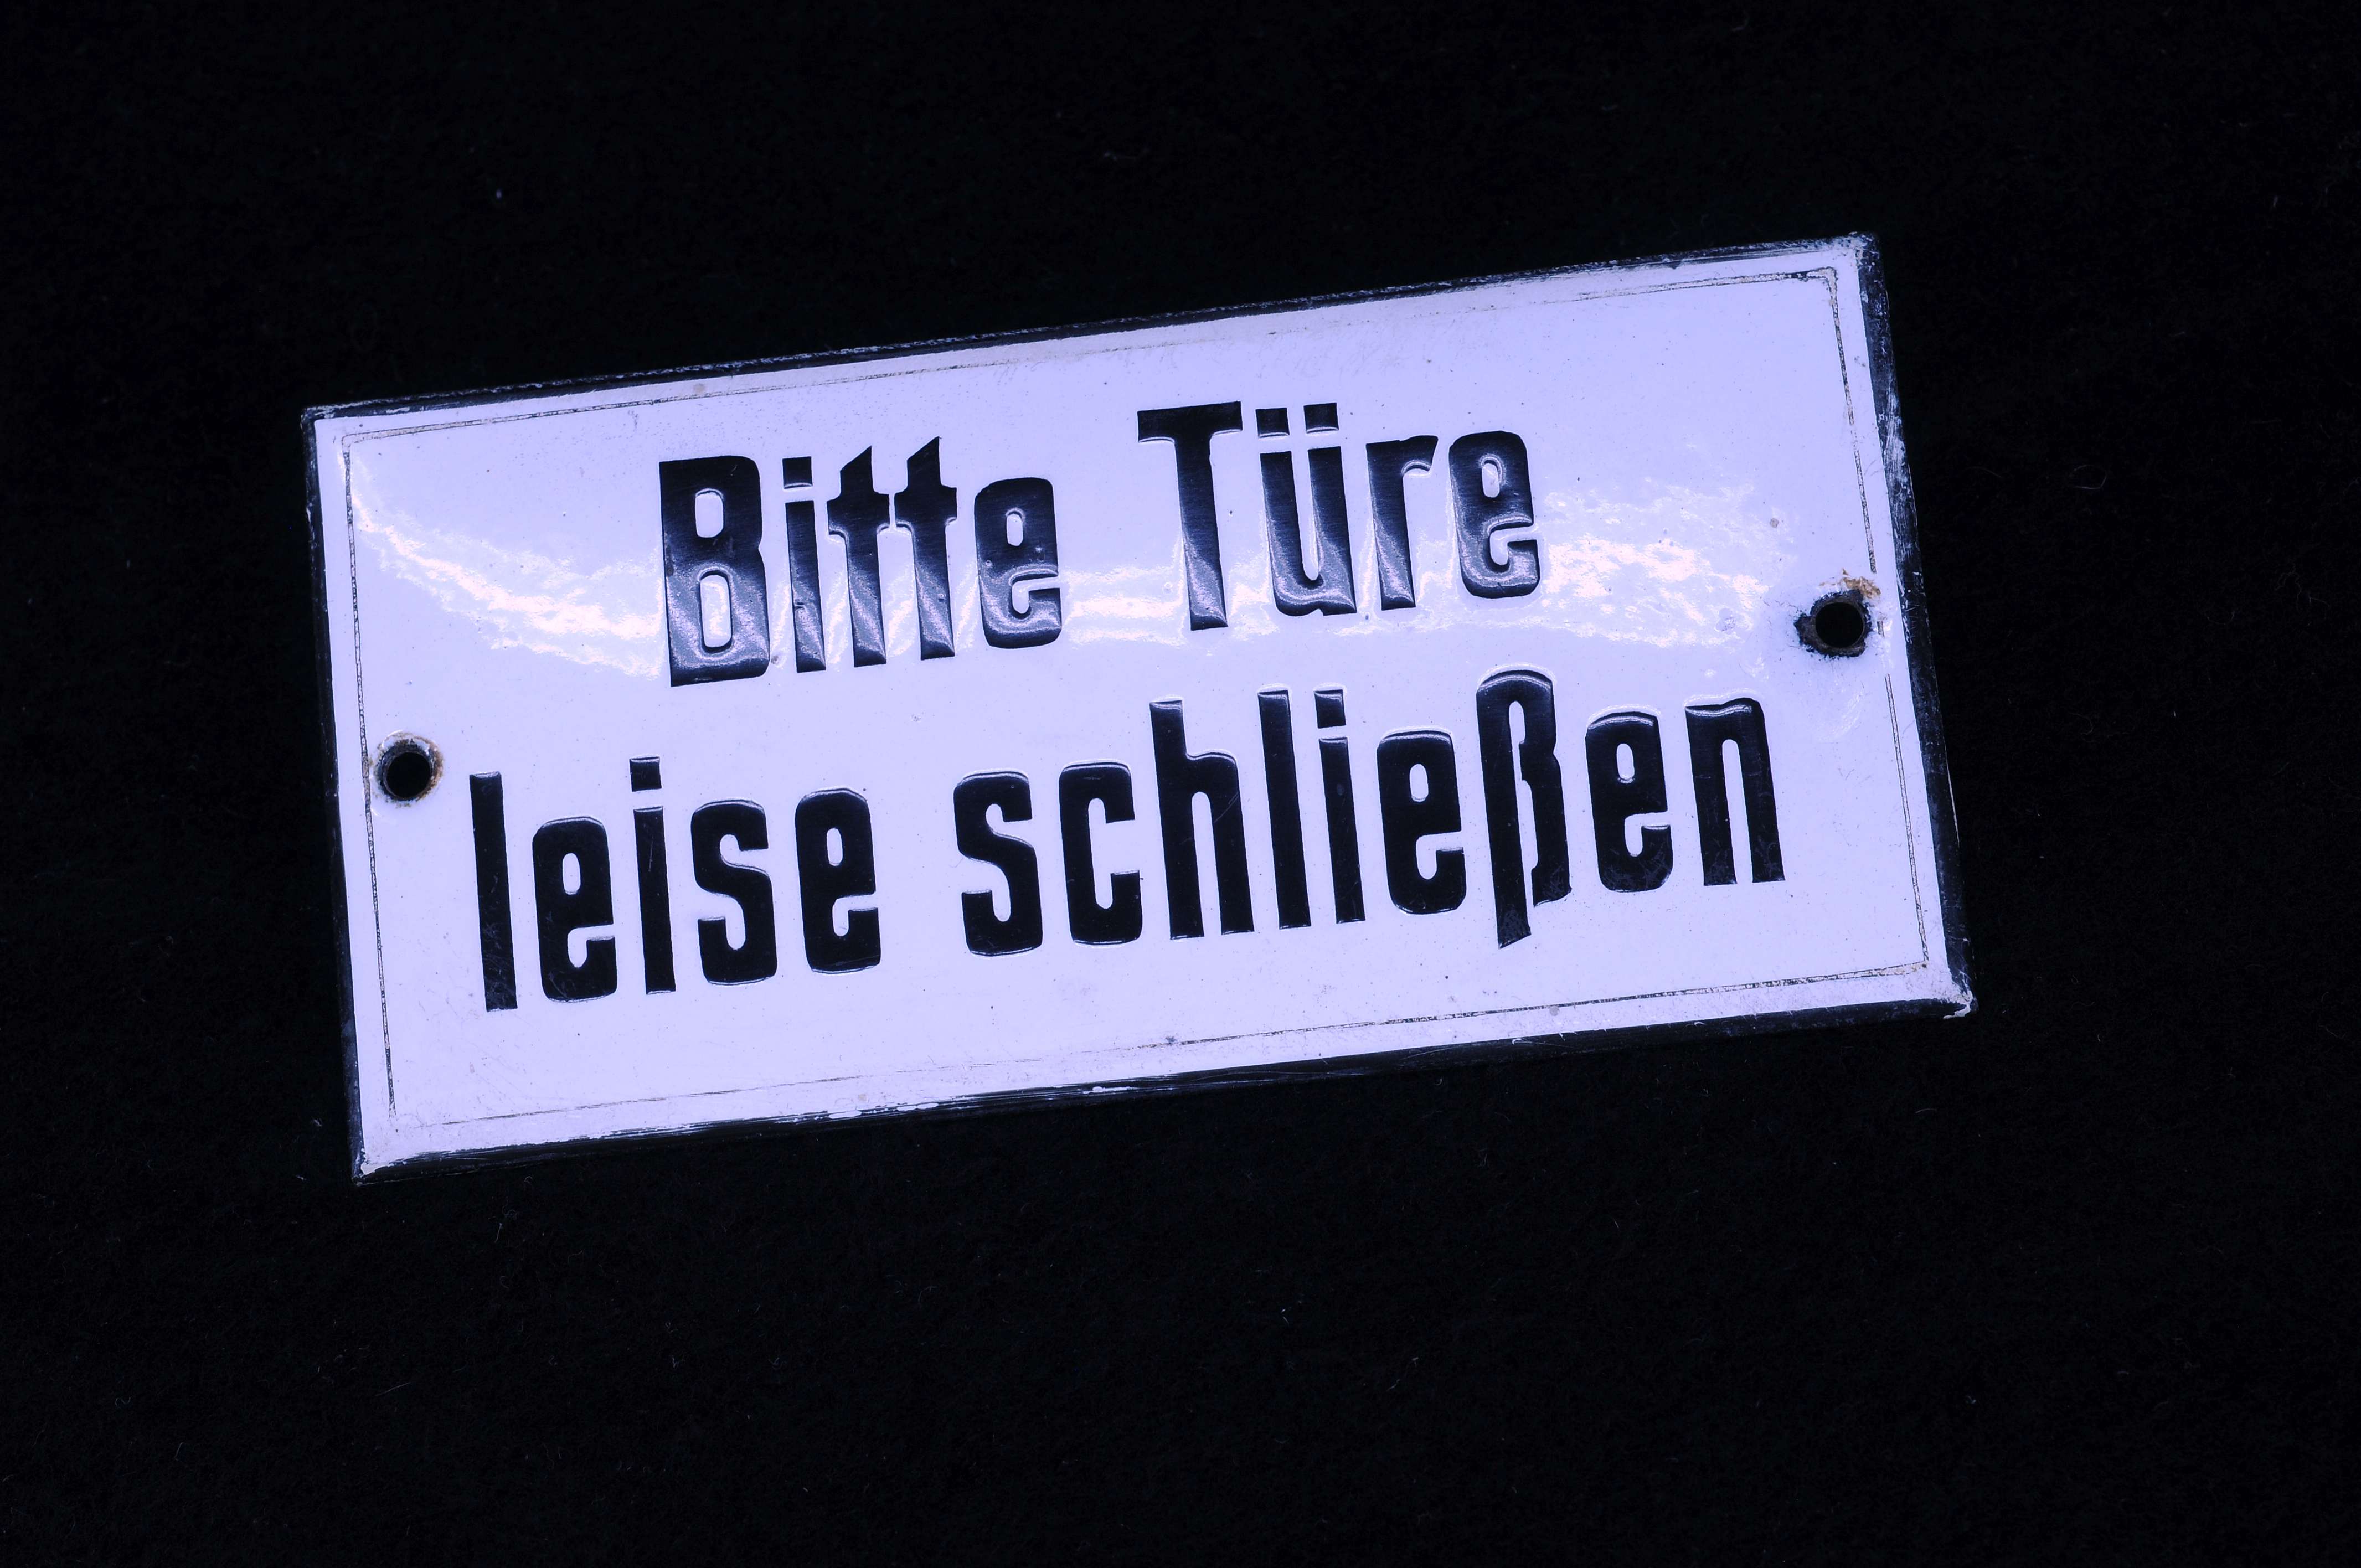 Bitte Türe
leise schließen